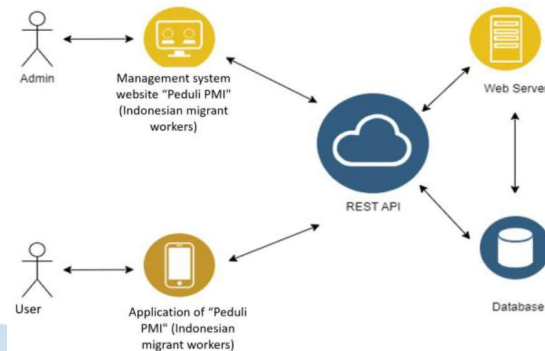 Admin
Management system
website "Peduli PMI"
(Indonesian migrant
workers)
Web Server
REST API
User
Application of "Peduli
PMI" (Indonesian
migrant workers)
Database